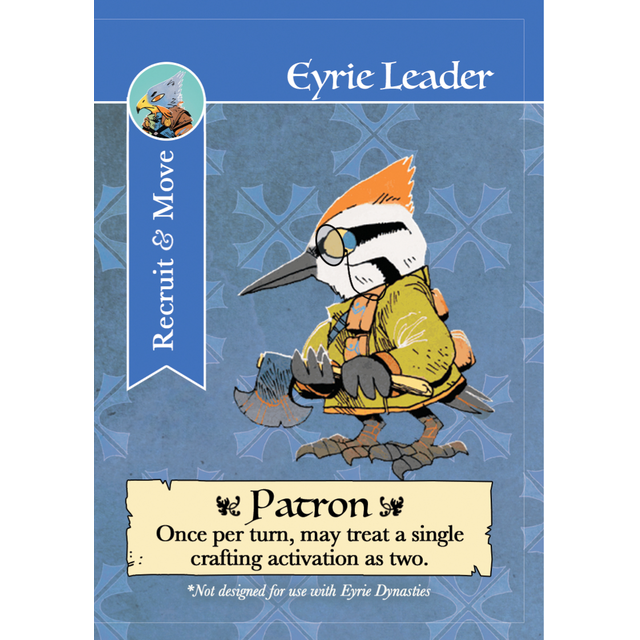 Eyrie Leader
Recruit & Move
Patron
Once per turn, may treat a single
crafting activation as two.
*Not designed for use with Eyrie Dynasties